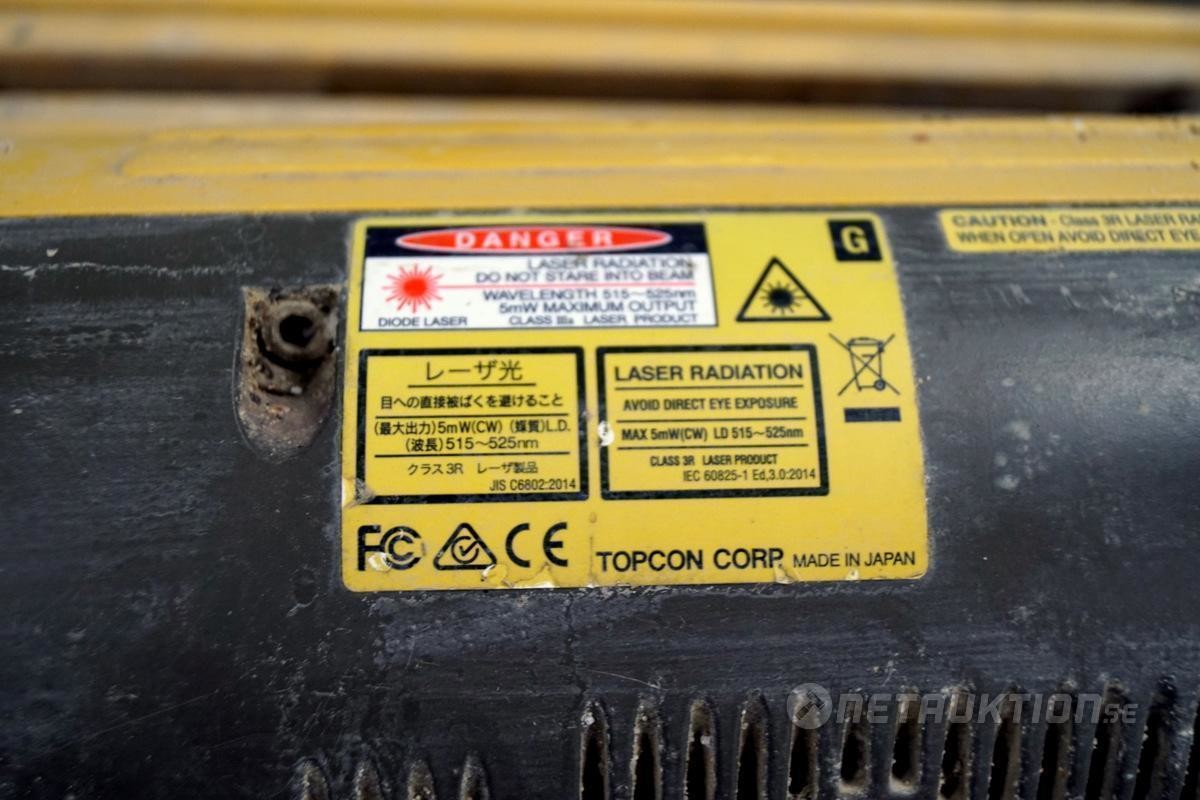 DANGER
LASER RADIATION
DO NOT STARE INTO BEAM
WAVELENGTH 515~525nm
5mW MAXIMUM OUTPUT
CLASS IIIa LASER PRODUCT
DIODE LASER
G
CAUTION - Class 3R LASER RA
WHEN OPEN AVOID DIRECT EYE
レーザ光
目への直接被ばくを避けること
(最大出力)5mW(CW) (媒質)L.D.
(波長)515~525nm
クラス3R レーザ製品
JIS C6802:2014
LASER RADIATION
AVOID DIRECT EYE EXPOSURE
MAX 5mW(CW) LD 515~525nm
CLASS 3R LASER PRODUCT
IEC 60825-1 Ed,3.0:2014
FC CE
TOPCON CORP. MADE IN JAPAN
NETAUKTION.SE